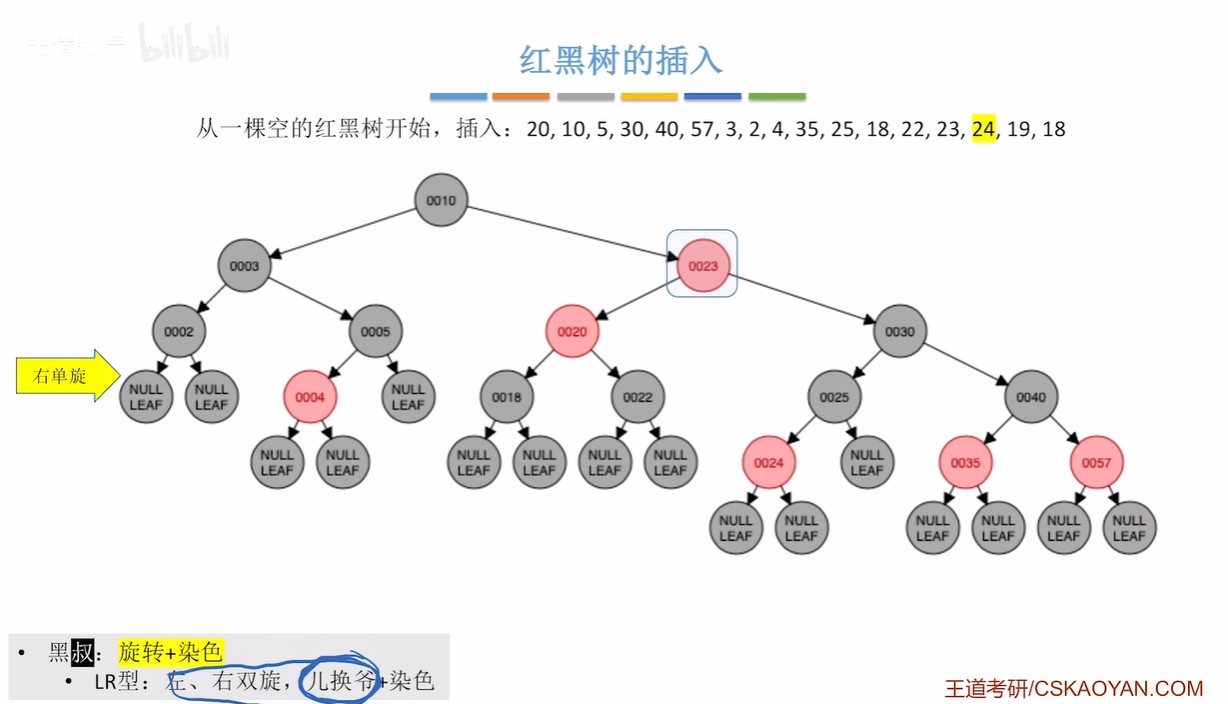 bilibili
红黑树的插入
从一棵空的红黑树开始，插入：20, 10, 5, 30, 40, 57, 3, 2, 4, 35, 25, 18, 22, 23, 24, 19, 18
0010
0003
0023
0002
0005
0020
0030
右单旋
NULL LEAF
NULL LEAF
0004
NULL LEAF
0018
0022
0025
0040
NULL LEAF
NULL LEAF
NULL LEAF
NULL LEAF
NULL LEAF
NULL LEAF
0024
NULL LEAF
0035
0057
NULL LEAF
NULL LEAF
NULL LEAF
NULL LEAF
NULL LEAF
NULL LEAF
• 黑叔：旋转+染色
• LR型：左、右双旋，儿换爷+染色
王道考研/CSKAOYAN.COM